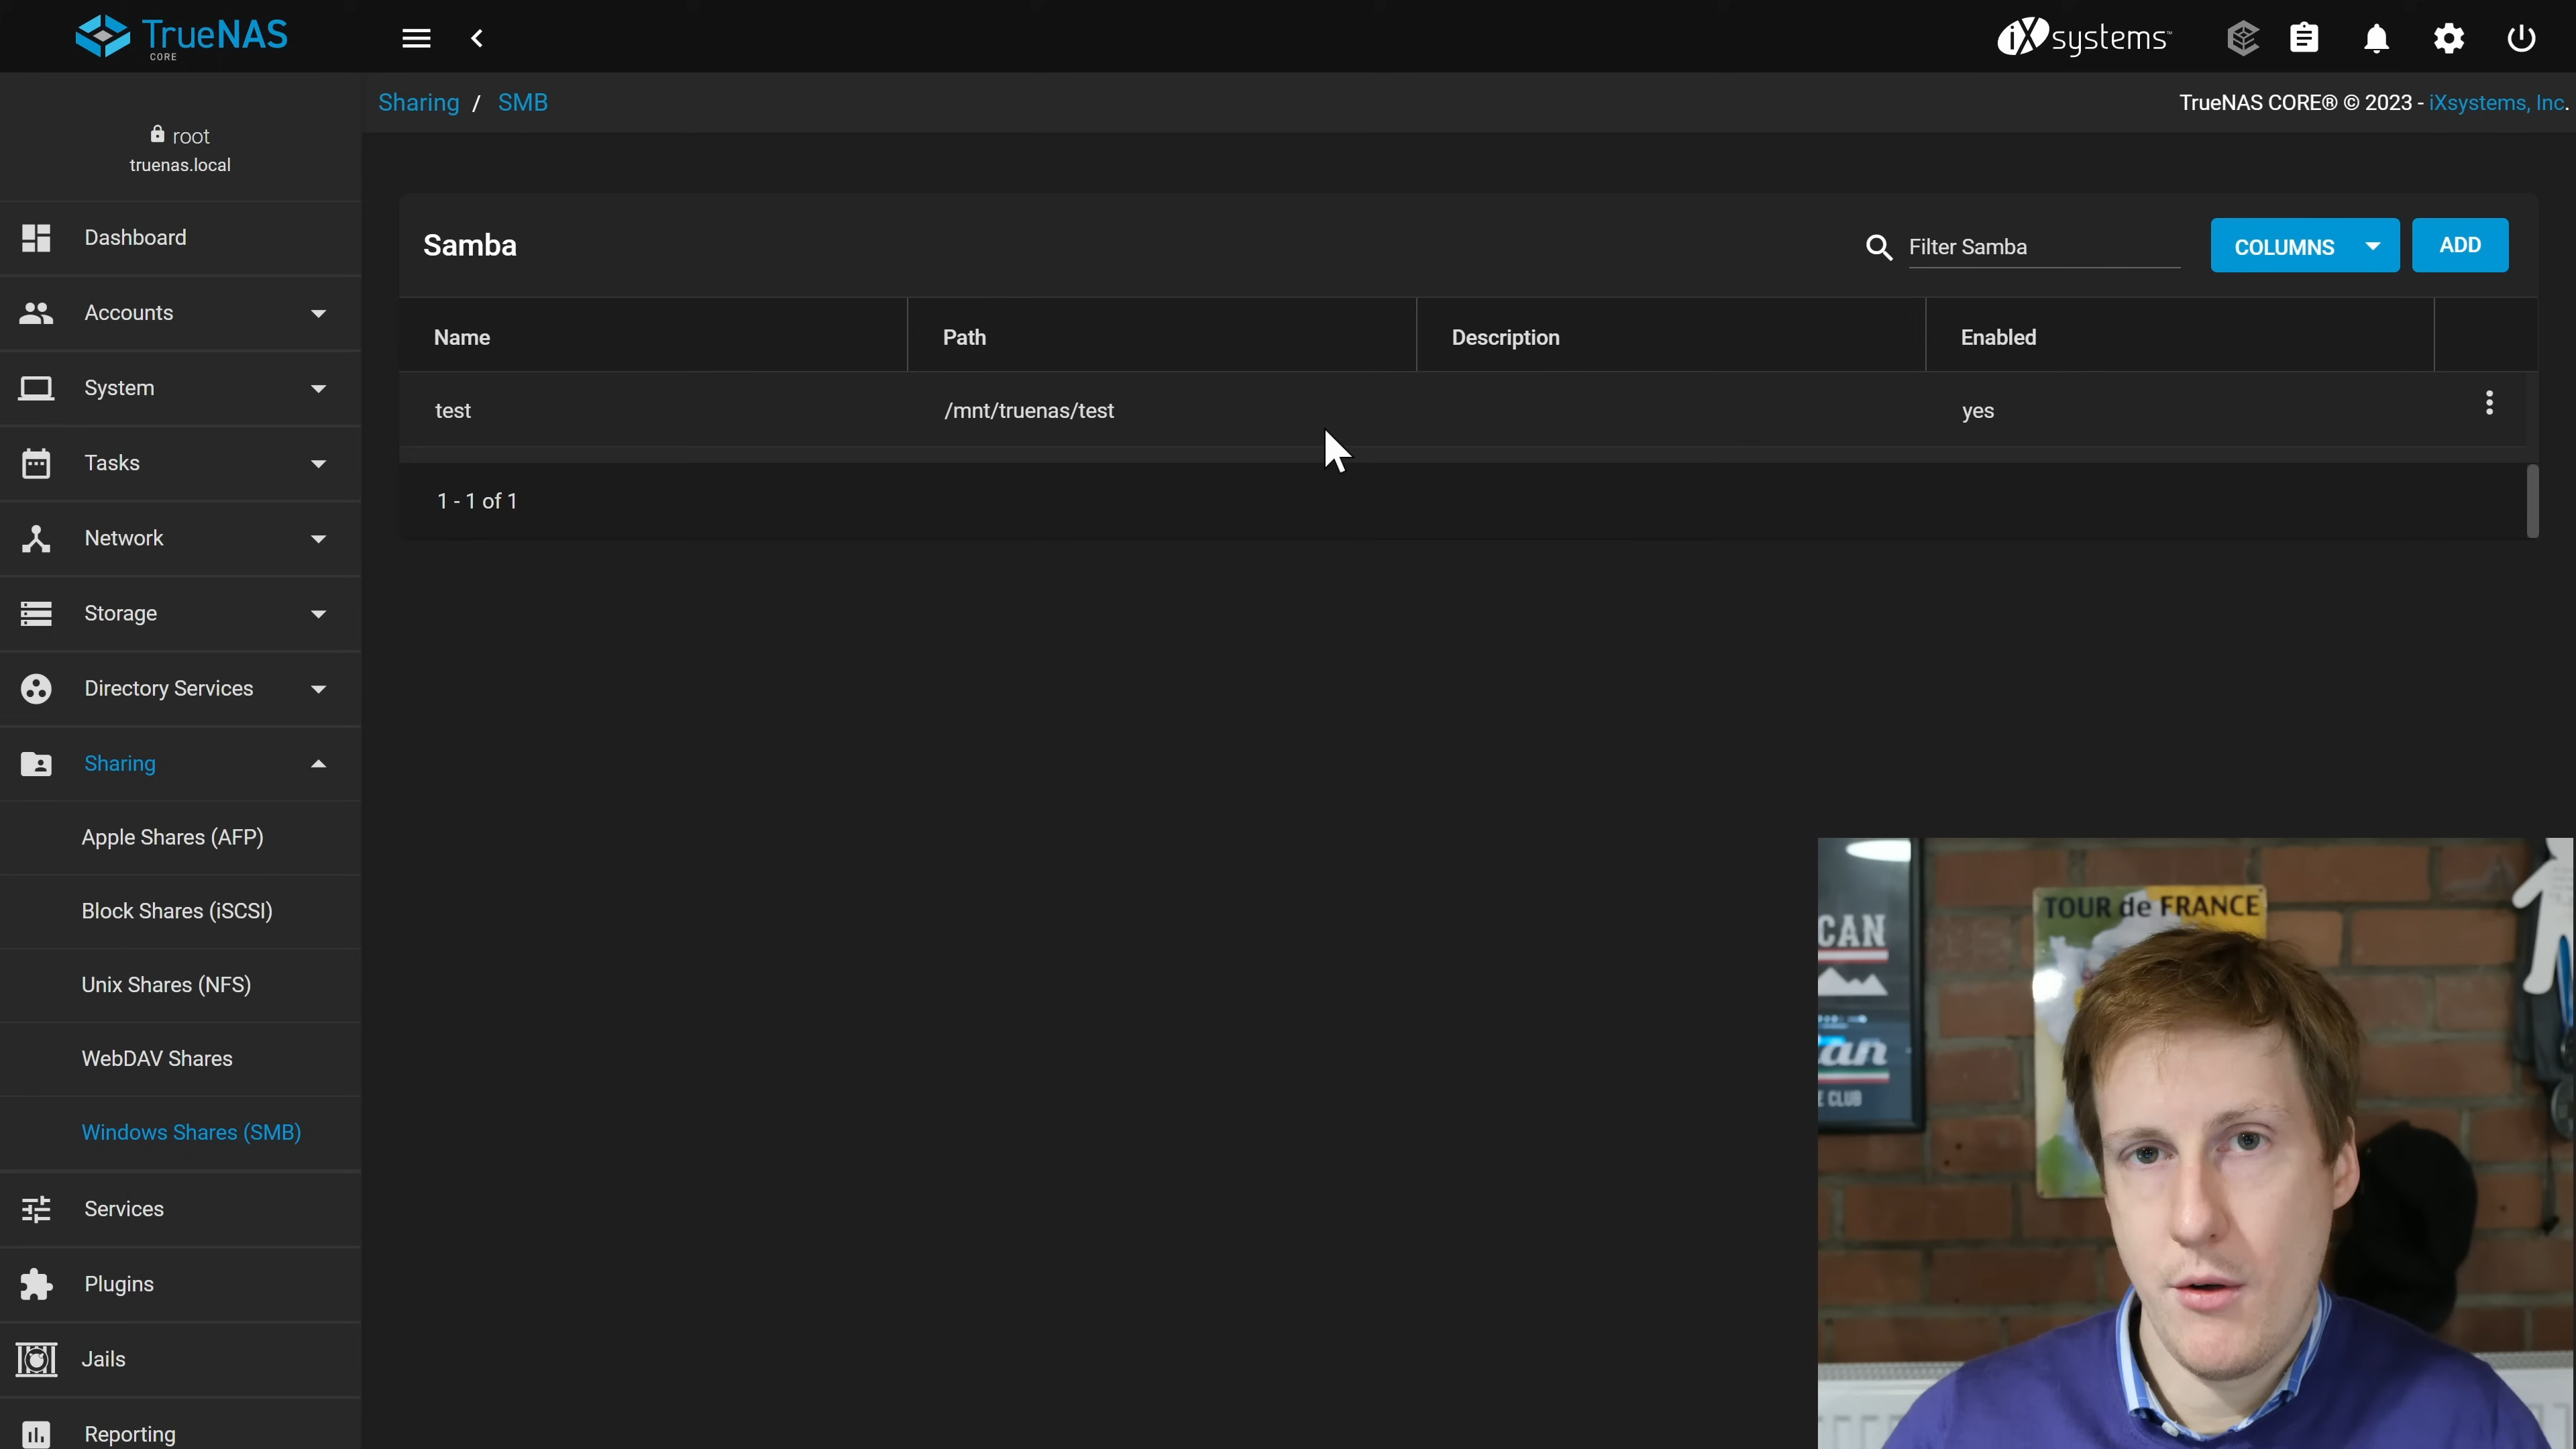 TrueNAS
CORE
iXsystems™
Sharing / SMB
TrueNAS CORE® © 2023 - iXsystems, Inc.
root
truenas.local
Dashboard
Accounts
System
Tasks
Network
Storage
Directory Services
Sharing
Apple Shares (AFP)
Block Shares (iSCSI)
Unix Shares (NFS)
WebDAV Shares
Windows Shares (SMB)
Services
Plugins
Jails
Reporting
Samba
Filter Samba
COLUMNS
ADD
Name Path Description Enabled
test /mnt/truenas/test yes
1 - 1 of 1
TOUR de FRANCE
CAN
an
E CLUB